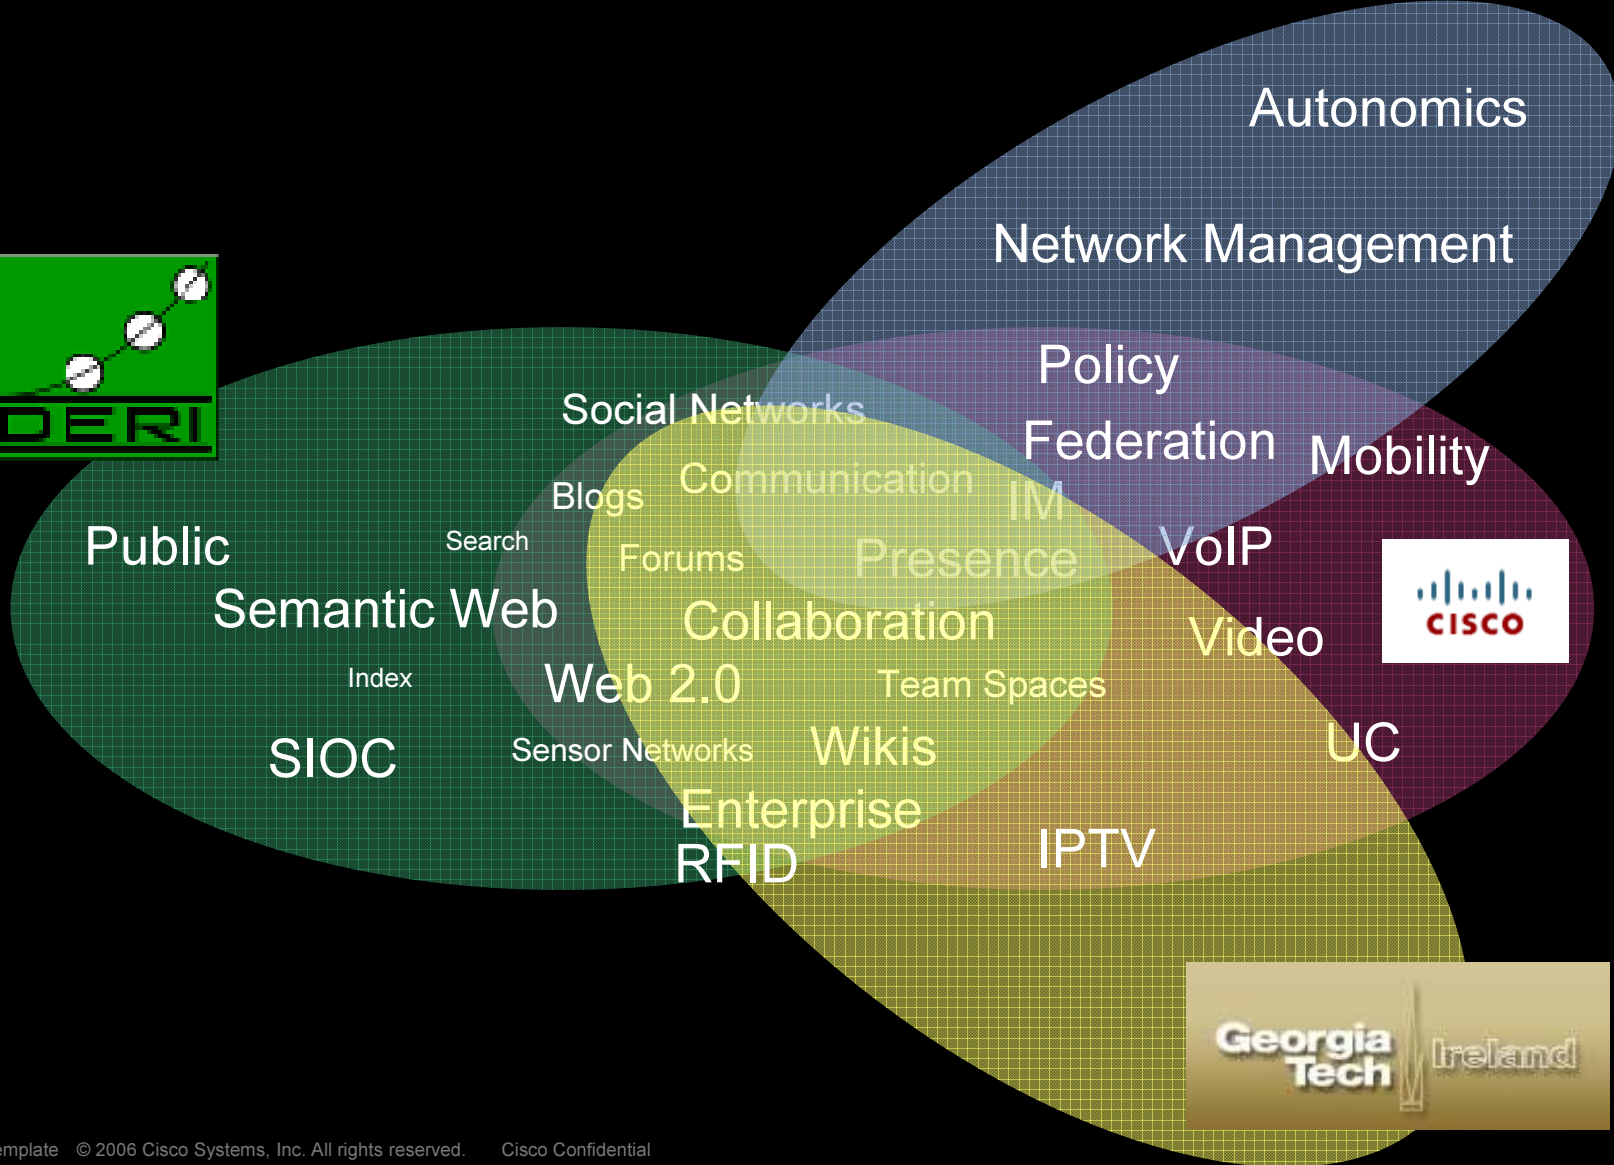 Autonomics
Network Management
DERI
Policy
Social Networks
Federation
Mobility
Communication
Blogs
IM
Public
Search
Forums
Presence
VoIP
CISCO
Semantic Web
Collaboration
Video
Index
Web 2.0
Team Spaces
SIOC
Sensor Networks
Wikis
UC
Enterprise
RFID
IPTV
Georgia
Tech
Ireland
emplate © 2006 Cisco Systems, Inc. All rights reserved. Cisco Confidential